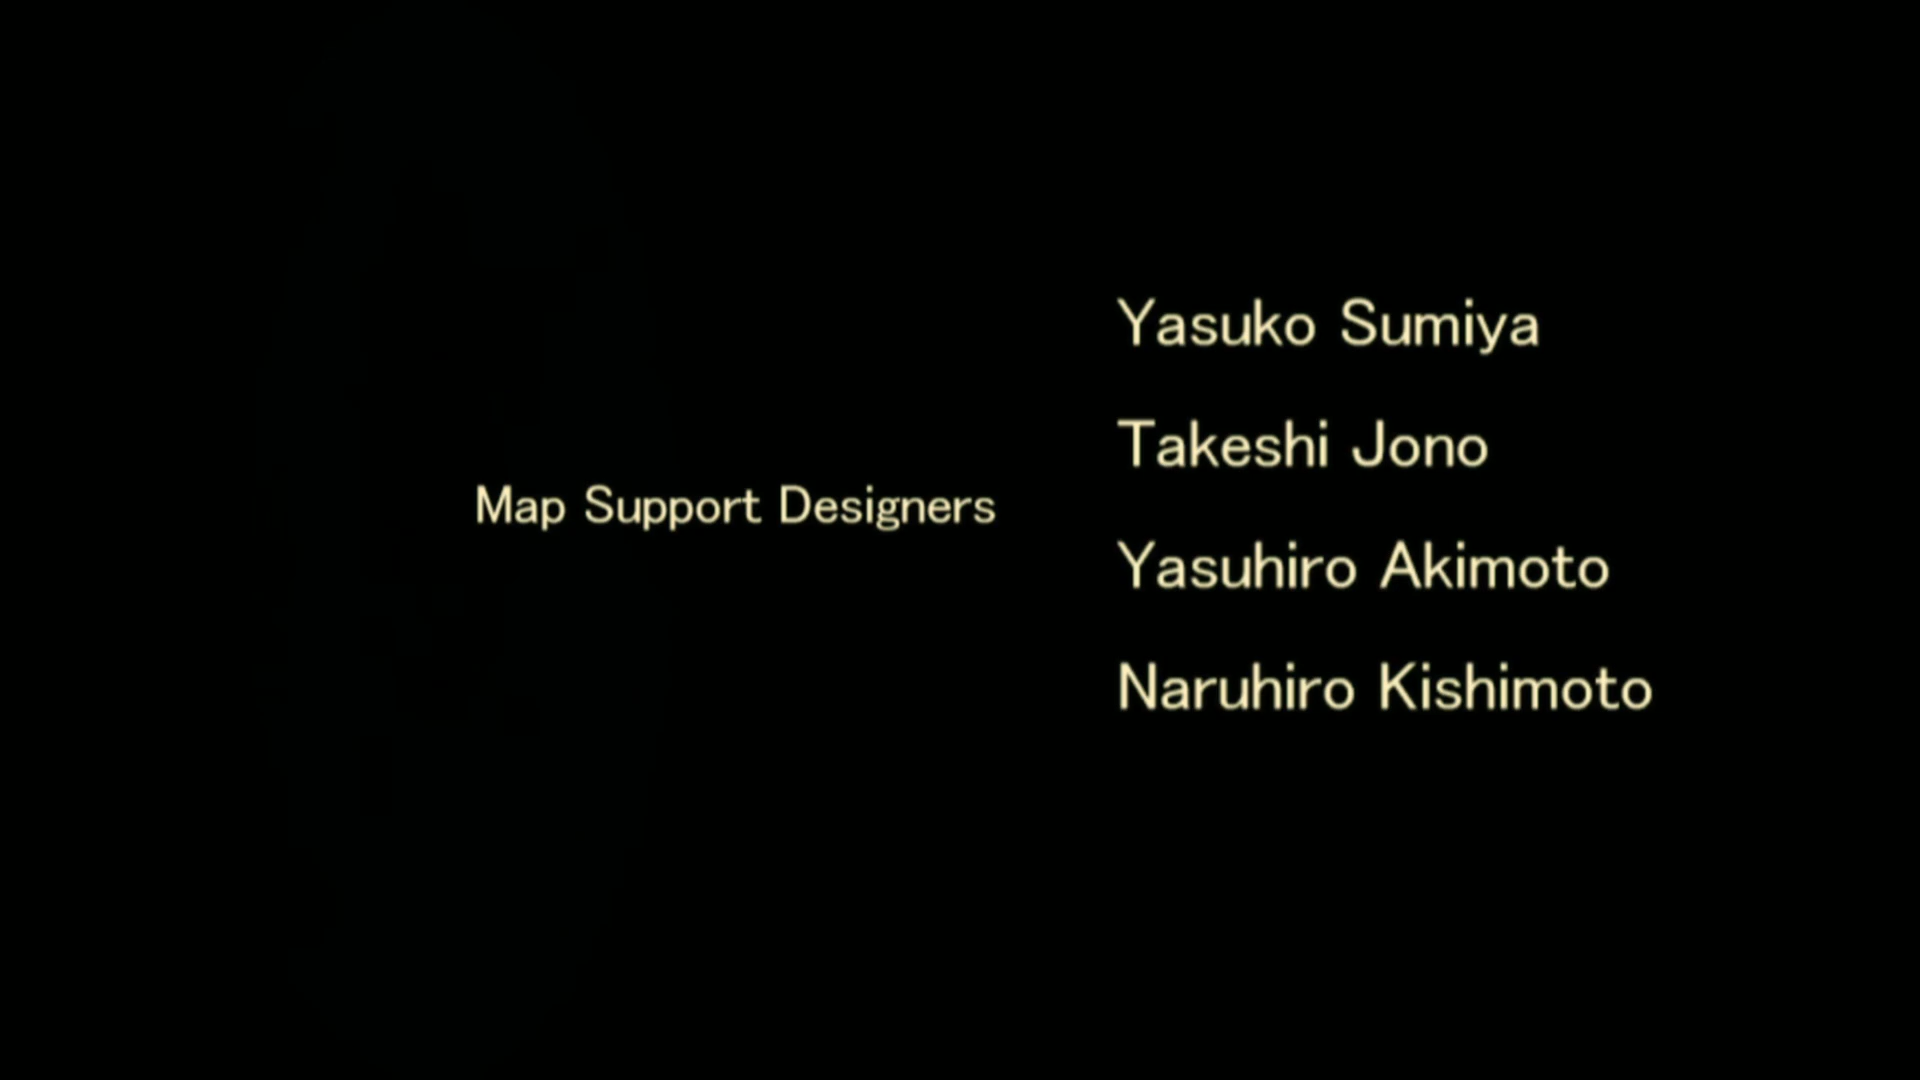 Map Support Designers
Yasuko Sumiya
Takeshi Jono
Yasuhiro Akimoto
Naruhiro Kishimoto